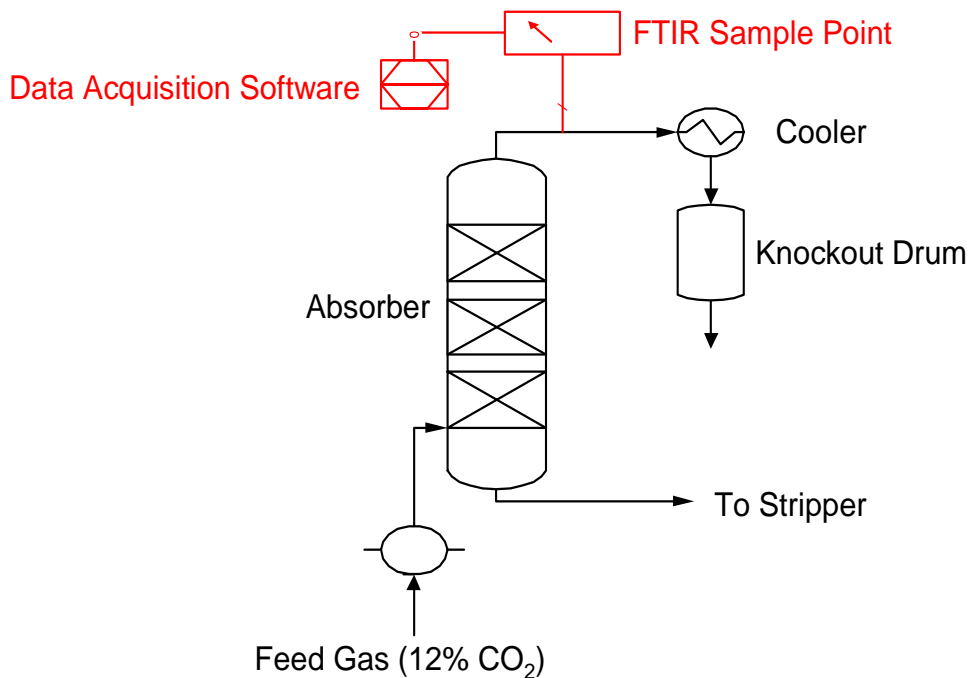 FTIR Sample Point
Data Acquisition Software
Cooler
Knockout Drum
Absorber
To Stripper
Feed Gas (12% CO₂)